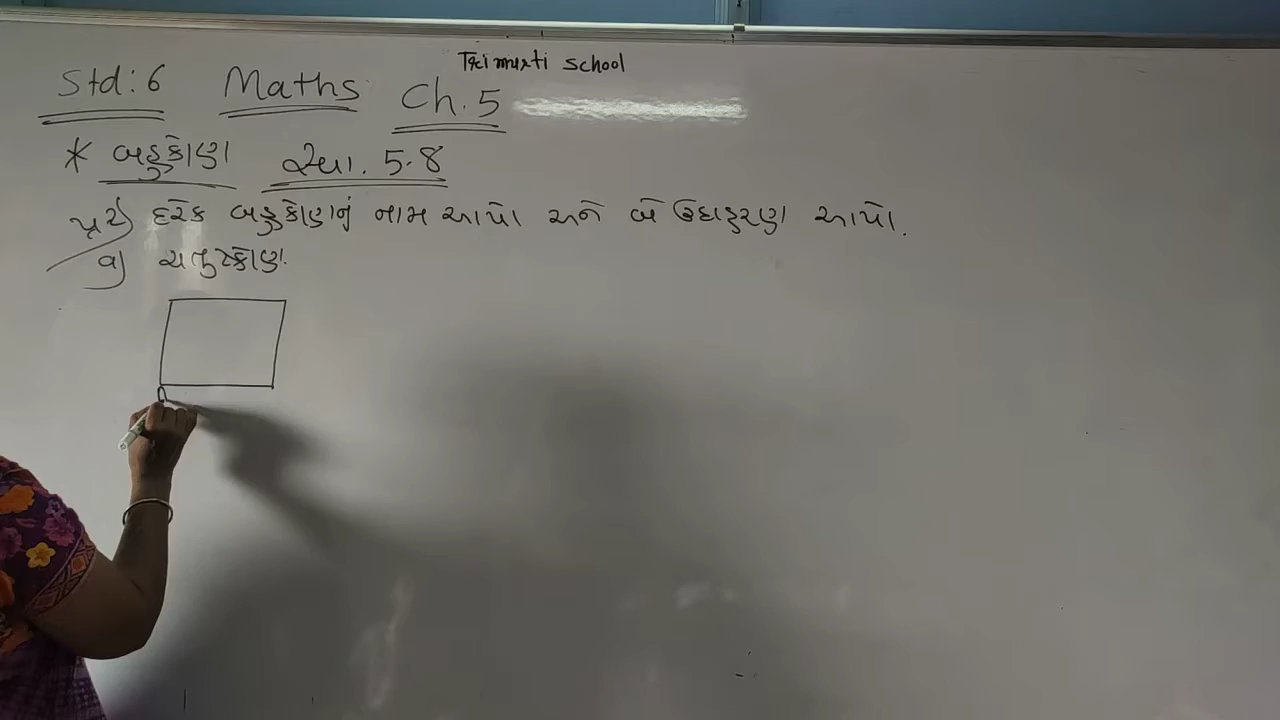 Trimurti school
Std: 6 Maths Ch. 5
* બહુકોણ સ્વા. 5.8
પ્ર ૨) દરેક બહુકોણનું નામ આપો અને બે ઉદાહરણ આપો.
a) ચતુષ્કોણ.